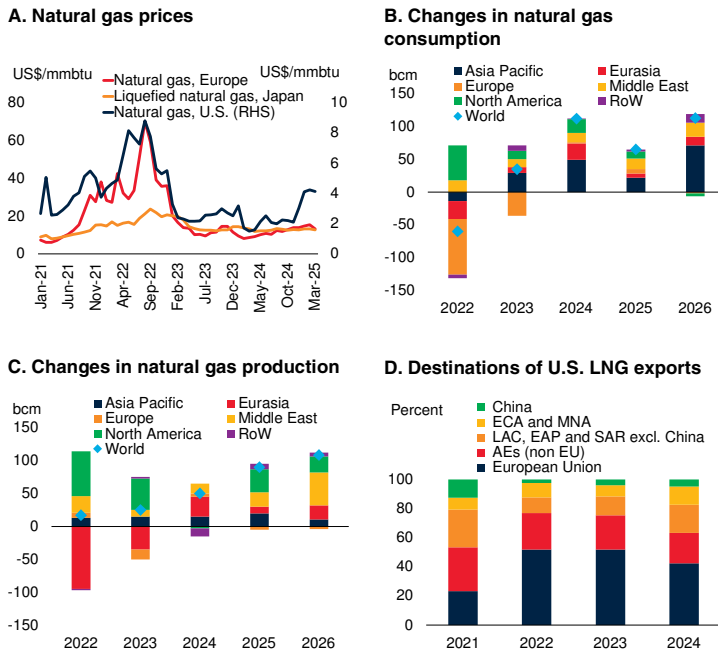 A. Natural gas prices
US$/mmbtu
US$/mmbtu
Natural gas, Europe
Liquefied natural gas, Japan
Natural gas, U.S. (RHS)
80
60
40
20
0
10
8
6
4
2
0
Jan-21
Jun-21
Nov-21
Apr-22
Sep-22
Feb-23
Jul-23
Dec-23
May-24
Oct-24
Mar-25
B. Changes in natural gas
consumption
bcm
Asia Pacific
Eurasia
Europe
Middle East
North America
RoW
World
150
100
50
0
-50
-100
-150
2022
2023
2024
2025
2026
C. Changes in natural gas production
bcm
Asia Pacific
Eurasia
Europe
Middle East
North America
RoW
World
150
100
50
0
-50
-100
-150
2022
2023
2024
2025
2026
D. Destinations of U.S. LNG exports
Percent
China
ECA and MNA
LAC, EAP and SAR excl. China
AEs (non EU)
European Union
100
80
60
40
20
0
2021
2022
2023
2024